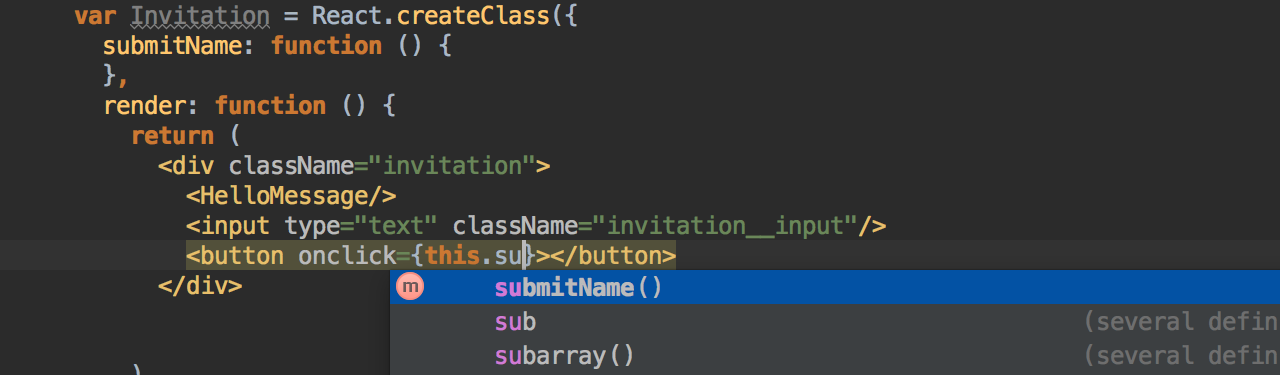 var Invitation = React.createClass({
submitName: function () {
},
render: function () {
return (
<div className="invitation">
<HelloMessage/>
<input type="text" className="invitation__input"/>
<button onclick={this.su}></button>
</div>
m submitName()
sub (several defin
subarray() (several defin
)